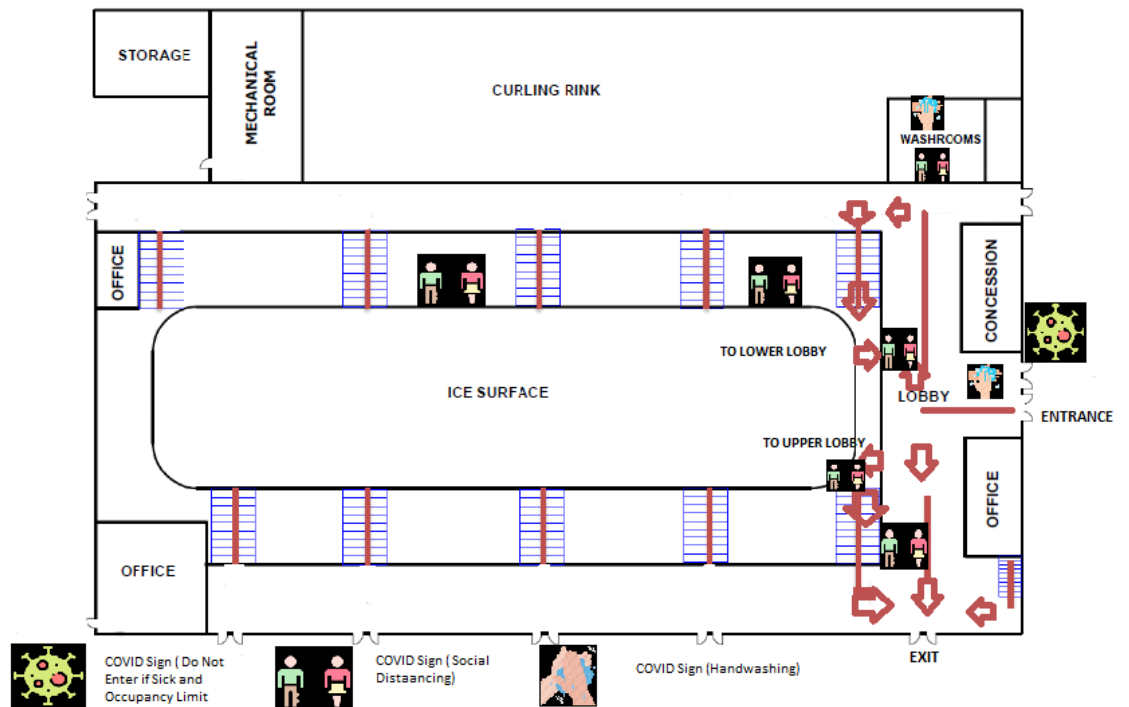 STORAGE
MECHANICAL
ROOM
CURLING RINK
WASHROOMS
OFFICE
CONCESSION
TO LOWER LOBBY
ICE SURFACE
LOBBY
ENTRANCE
TO UPPER LOBBY
OFFICE
OFFICE
EXIT
COVID Sign ( Do Not
Enter if Sick and
Occupancy Limit
COVID Sign (Social
Distaancing)
COVID Sign (Handwashing)